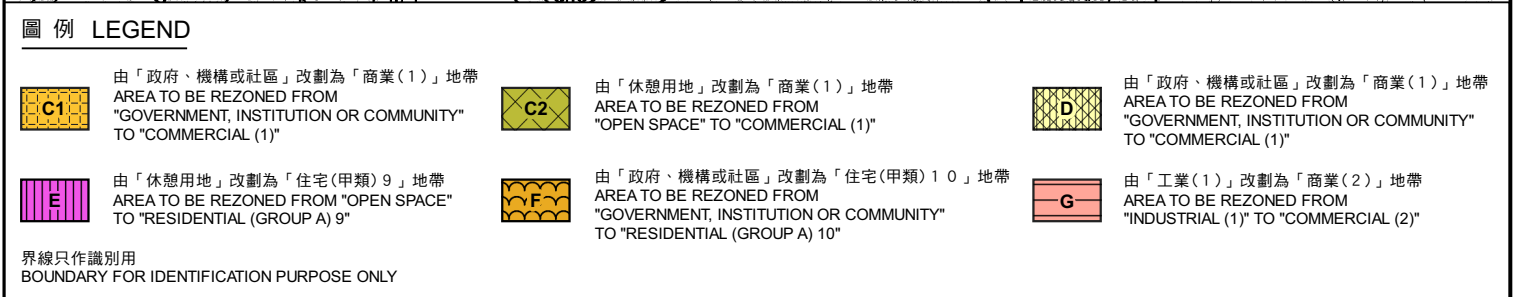 圖例 LEGEND
C1
由「政府、機構或社區」改劃為「商業(1)」地帶
AREA TO BE REZONED FROM
"GOVERNMENT, INSTITUTION OR COMMUNITY"
TO "COMMERCIAL (1)"
C2
由「休憩用地」改劃為「商業(1)」地帶
AREA TO BE REZONED FROM
"OPEN SPACE" TO "COMMERCIAL (1)"
D
由「政府、機構或社區」改劃為「商業(1)」地帶
AREA TO BE REZONED FROM
"GOVERNMENT, INSTITUTION OR COMMUNITY"
TO "COMMERCIAL (1)"
E
由「休憩用地」改劃為「住宅(甲類)9」地帶
AREA TO BE REZONED FROM "OPEN SPACE"
TO "RESIDENTIAL (GROUP A) 9"
F
由「政府、機構或社區」改劃為「住宅(甲類)10」地帶
AREA TO BE REZONED FROM
"GOVERNMENT, INSTITUTION OR COMMUNITY"
TO "RESIDENTIAL (GROUP A) 10"
G
由「工業(1)」改劃為「商業(2)」地帶
AREA TO BE REZONED FROM
"INDUSTRIAL (1)" TO "COMMERCIAL (2)"
界線只作識別用
BOUNDARY FOR IDENTIFICATION PURPOSE ONLY